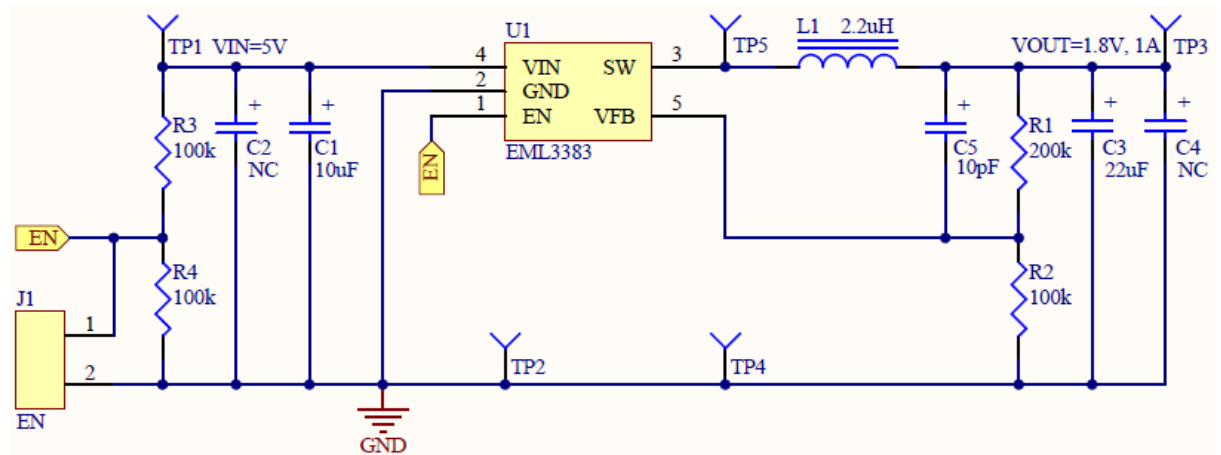 U1
L1 2.2uH
TP1 VIN=5V
TP5
VOUT=1.8V, 1A
TP3
4 VIN SW 3
2 GND
1 EN VFB 5
EML3383
R3
100k
+
C2
NC
+
C1
10uF
EN
+
C5
10pF
R1
200k
+
C3
22uF
+
C4
NC
EN
R4
100k
R2
100k
J1
1
2
EN
TP2
TP4
GND